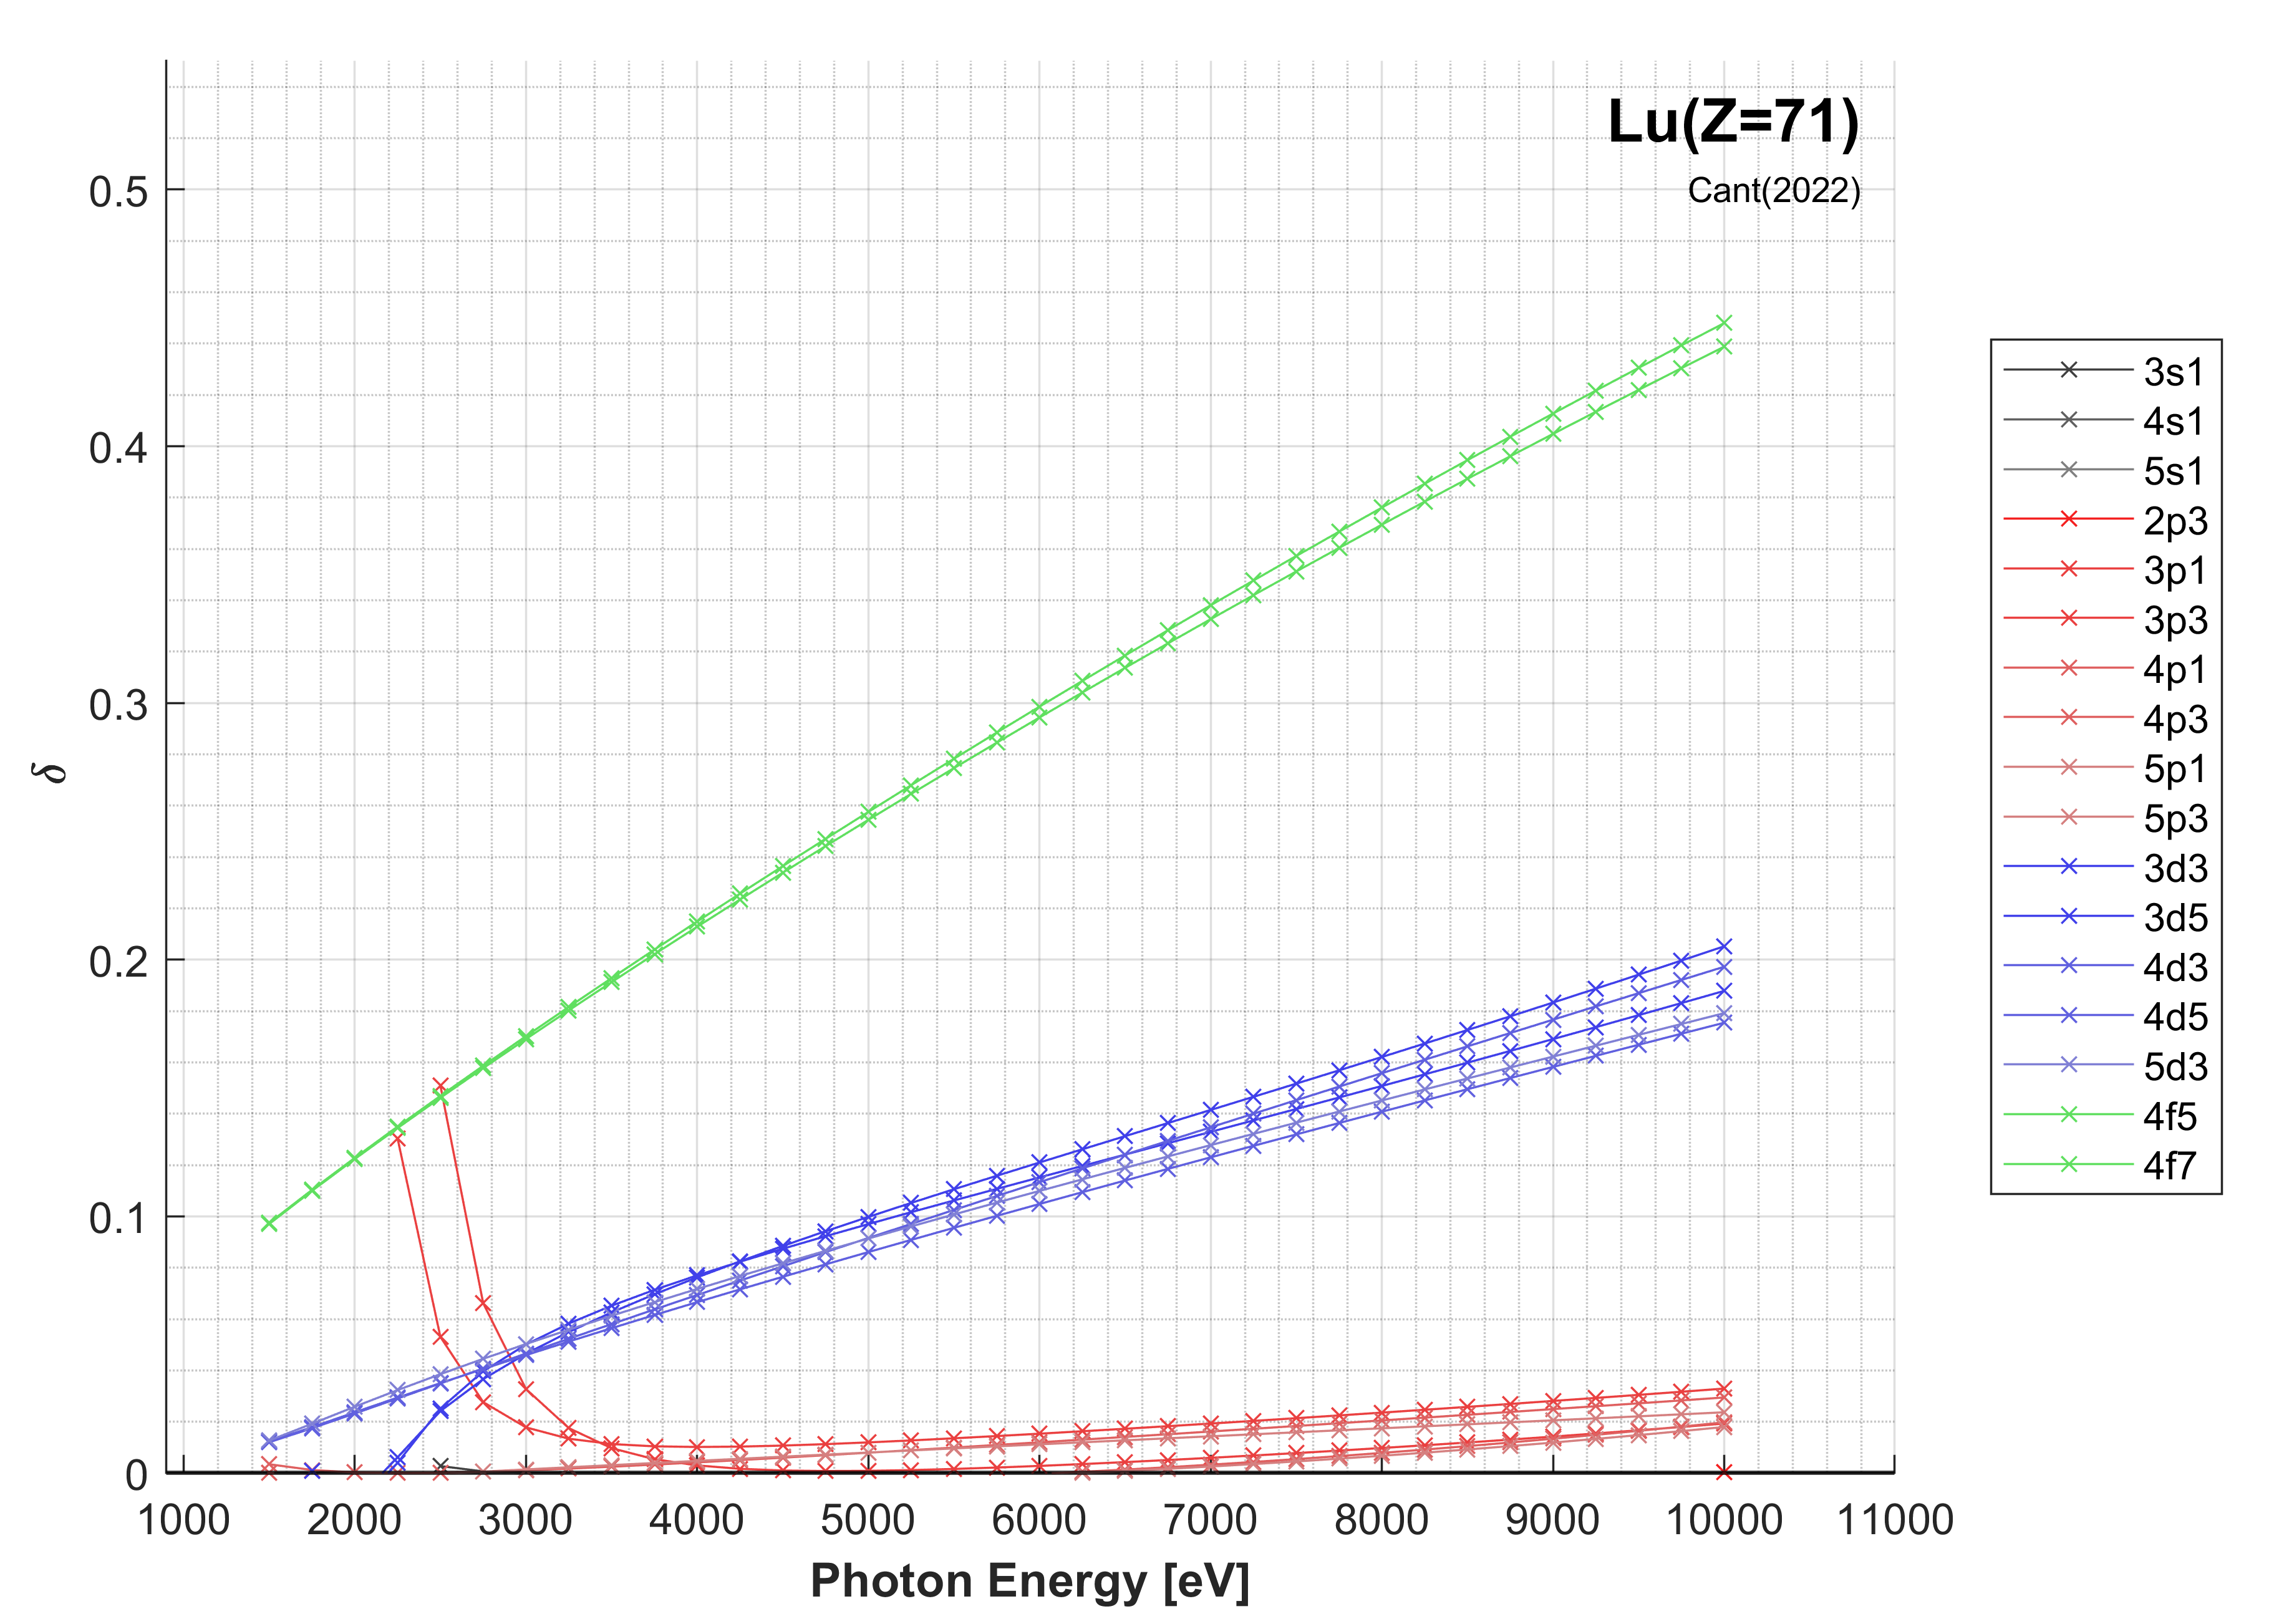 Lu(Z=71)
Cant(2022)
0.5
0.4
0.3
0.2
0.1
0
δ
1000 2000 3000 4000 5000 6000 7000 8000 9000 10000 11000
Photon Energy [eV]
3s1
4s1
5s1
2p3
3p1
3p3
4p1
4p3
5p1
5p3
3d3
3d5
4d3
4d5
5d3
4f5
4f7